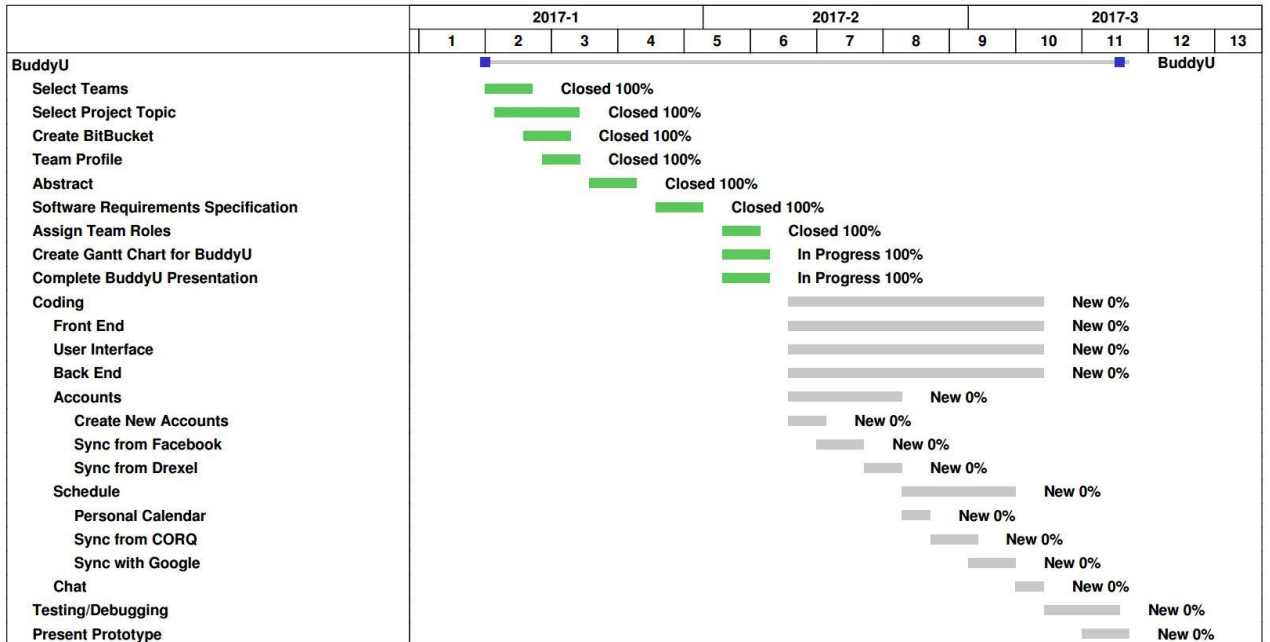 2017-1 2017-2 2017-3
1 2 3 4 5 6 7 8 9 10 11 12 13
BuddyU BuddyU
Select Teams Closed 100%
Select Project Topic Closed 100%
Create BitBucket Closed 100%
Team Profile Closed 100%
Abstract Closed 100%
Software Requirements Specification Closed 100%
Assign Team Roles Closed 100%
Create Gantt Chart for BuddyU In Progress 100%
Complete BuddyU Presentation In Progress 100%
Coding New 0%
Front End New 0%
User Interface New 0%
Back End New 0%
Accounts New 0%
Create New Accounts New 0%
Sync from Facebook New 0%
Sync from Drexel New 0%
Schedule New 0%
Personal Calendar New 0%
Sync from CORQ New 0%
Sync with Google New 0%
Chat New 0%
Testing/Debugging New 0%
Present Prototype New 0%